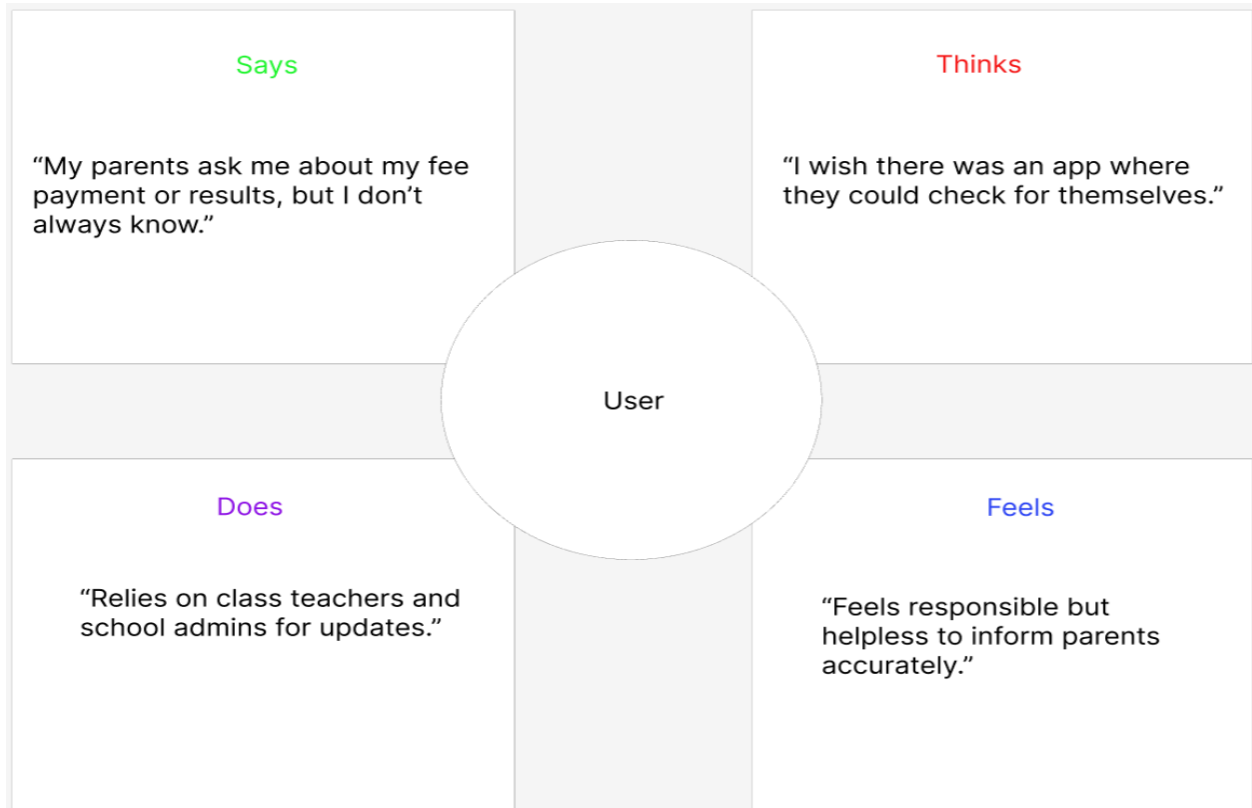 Says
“My parents ask me about my fee
payment or results, but I don’t
always know.”
Thinks
“I wish there was an app where
they could check for themselves.”
User
Does
“Relies on class teachers and
school admins for updates.”
Feels
“Feels responsible but
helpless to inform parents
accurately.”